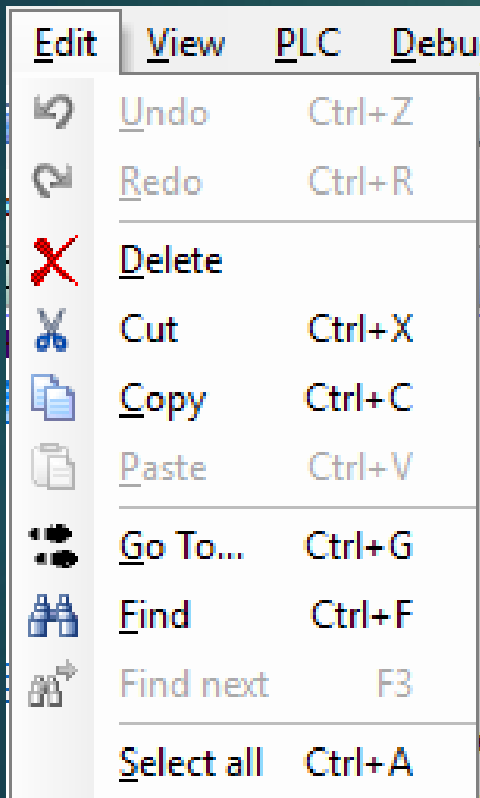 Edit View PLC Debu
Undo Ctrl+Z
Redo Ctrl+R
Delete
Cut Ctrl+X
Copy Ctrl+C
Paste Ctrl+V
Go To... Ctrl+G
Find Ctrl+F
Find next F3
Select all Ctrl+A